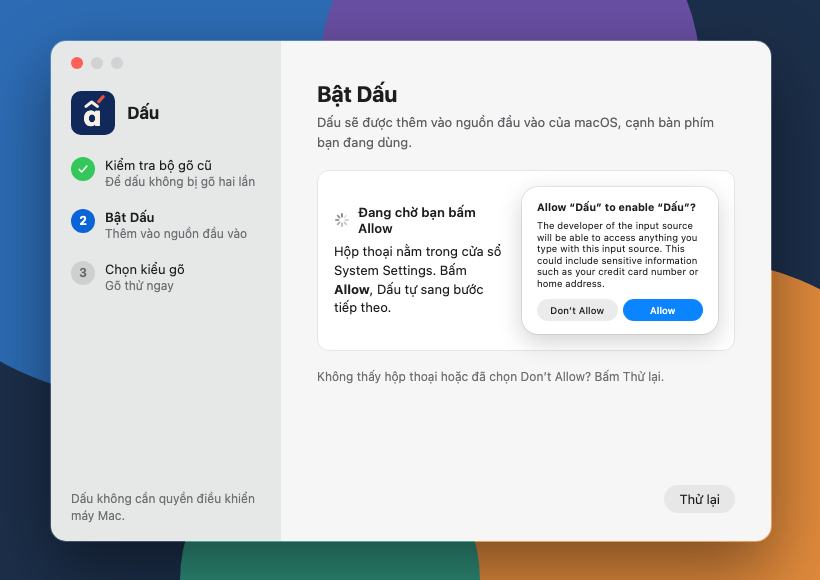 â
Dấu
Kiểm tra bộ gõ cũ
Để dấu không bị gõ hai lần
2
Bật Dấu
Thêm vào nguồn đầu vào
3
Chọn kiểu gõ
Gõ thử ngay
Dấu không cần quyền điều khiển
máy Mac.
Bật Dấu
Dấu sẽ được thêm vào nguồn đầu vào của macOS, cạnh bàn phím
bạn đang dùng.
Đang chờ bạn bấm
Allow
Hộp thoại nằm trong cửa sổ
System Settings. Bấm
Allow, Dấu tự sang bước
tiếp theo.
Allow “Dấu” to enable “Dấu”?
The developer of the input source
will be able to access anything you
type with this input source. This
could include sensitive information
such as your credit card number or
home address.
Don’t Allow
Allow
Không thấy hộp thoại hoặc đã chọn Don’t Allow? Bấm Thử lại.
Thử lại